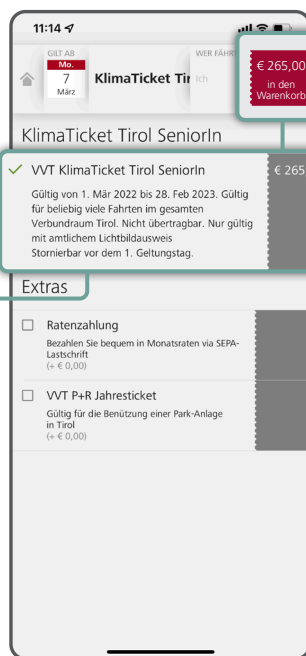 11:14
GILT AB
Mo.
7
März
KlimaTicket Tir
WER FÄHRT
Ich
€ 265,00
in den
Warenkorb
KlimaTicket Tirol SeniorIn
VVT KlimaTicket Tirol SeniorIn
€ 265
Gültig von 1. Mär 2022 bis 28. Feb 2023. Gültig
für beliebig viele Fahrten im gesamten
Verbundraum Tirol. Nicht übertragbar. Nur gültig
mit amtlichem Lichtbildausweis
Stornierbar vor dem 1. Geltungstag.
Extras
Ratenzahlung
Bezahlen Sie bequem in Monatsraten via SEPA-
Lastschrift
(+ € 0,00)
VVT P+R Jahresticket
Gültig für die Benützung einer Park-Anlage
in Tirol
(+ € 0,00)